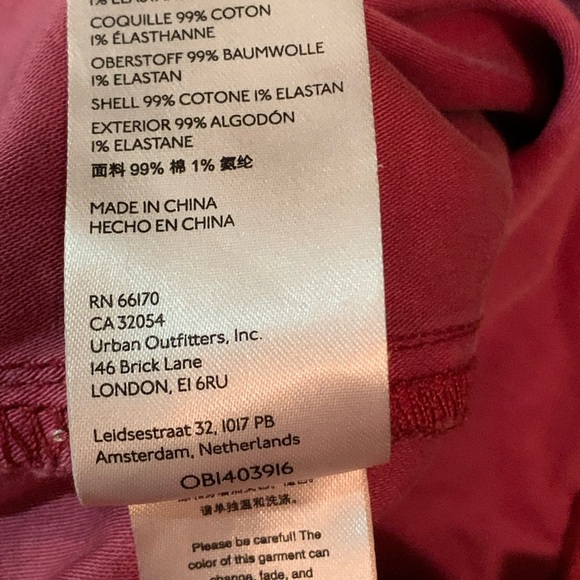 1% ELASTAN
COQUILLE 99% COTON
1% ÉLASTHANNE
OBERSTOFF 99% BAUMWOLLE
1% ELASTAN
SHELL 99% COTONE 1% ELASTAN
EXTERIOR 99% ALGODÓN
1% ELASTANE
面料 99% 棉 1% 氨纶
MADE IN CHINA
HECHO EN CHINA
RN 66170
CA 32054
Urban Outfitters, Inc.
146 Brick Lane
LONDON, E1 6RU
Leidsestraat 32, 1017 PB
Amsterdam, Netherlands
OB1403916
请单独温和洗涤.
Please be careful! The
color of this garment can
change, fade, and